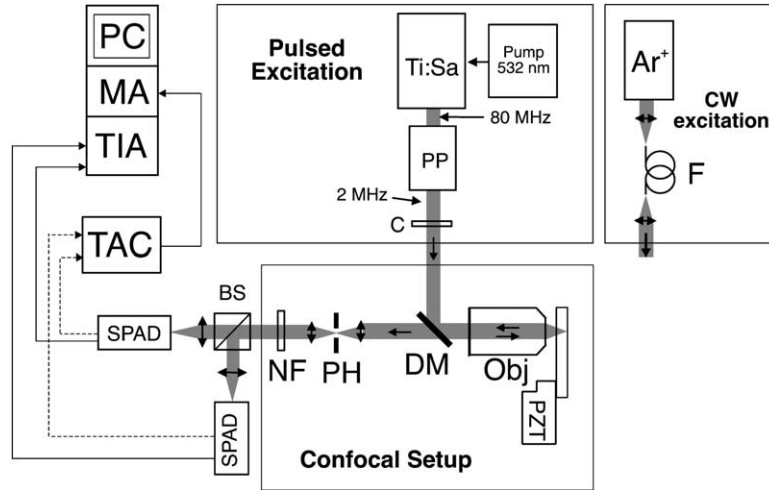 PC
MA
TIA
TAC
Pulsed
Excitation
Ti:Sa
Pump
532 nm
80 MHz
PP
2 MHz
C
Ar+
CW
excitation
F
BS
SPAD
SPAD
NF
PH
DM
Obj
PZT
Confocal Setup